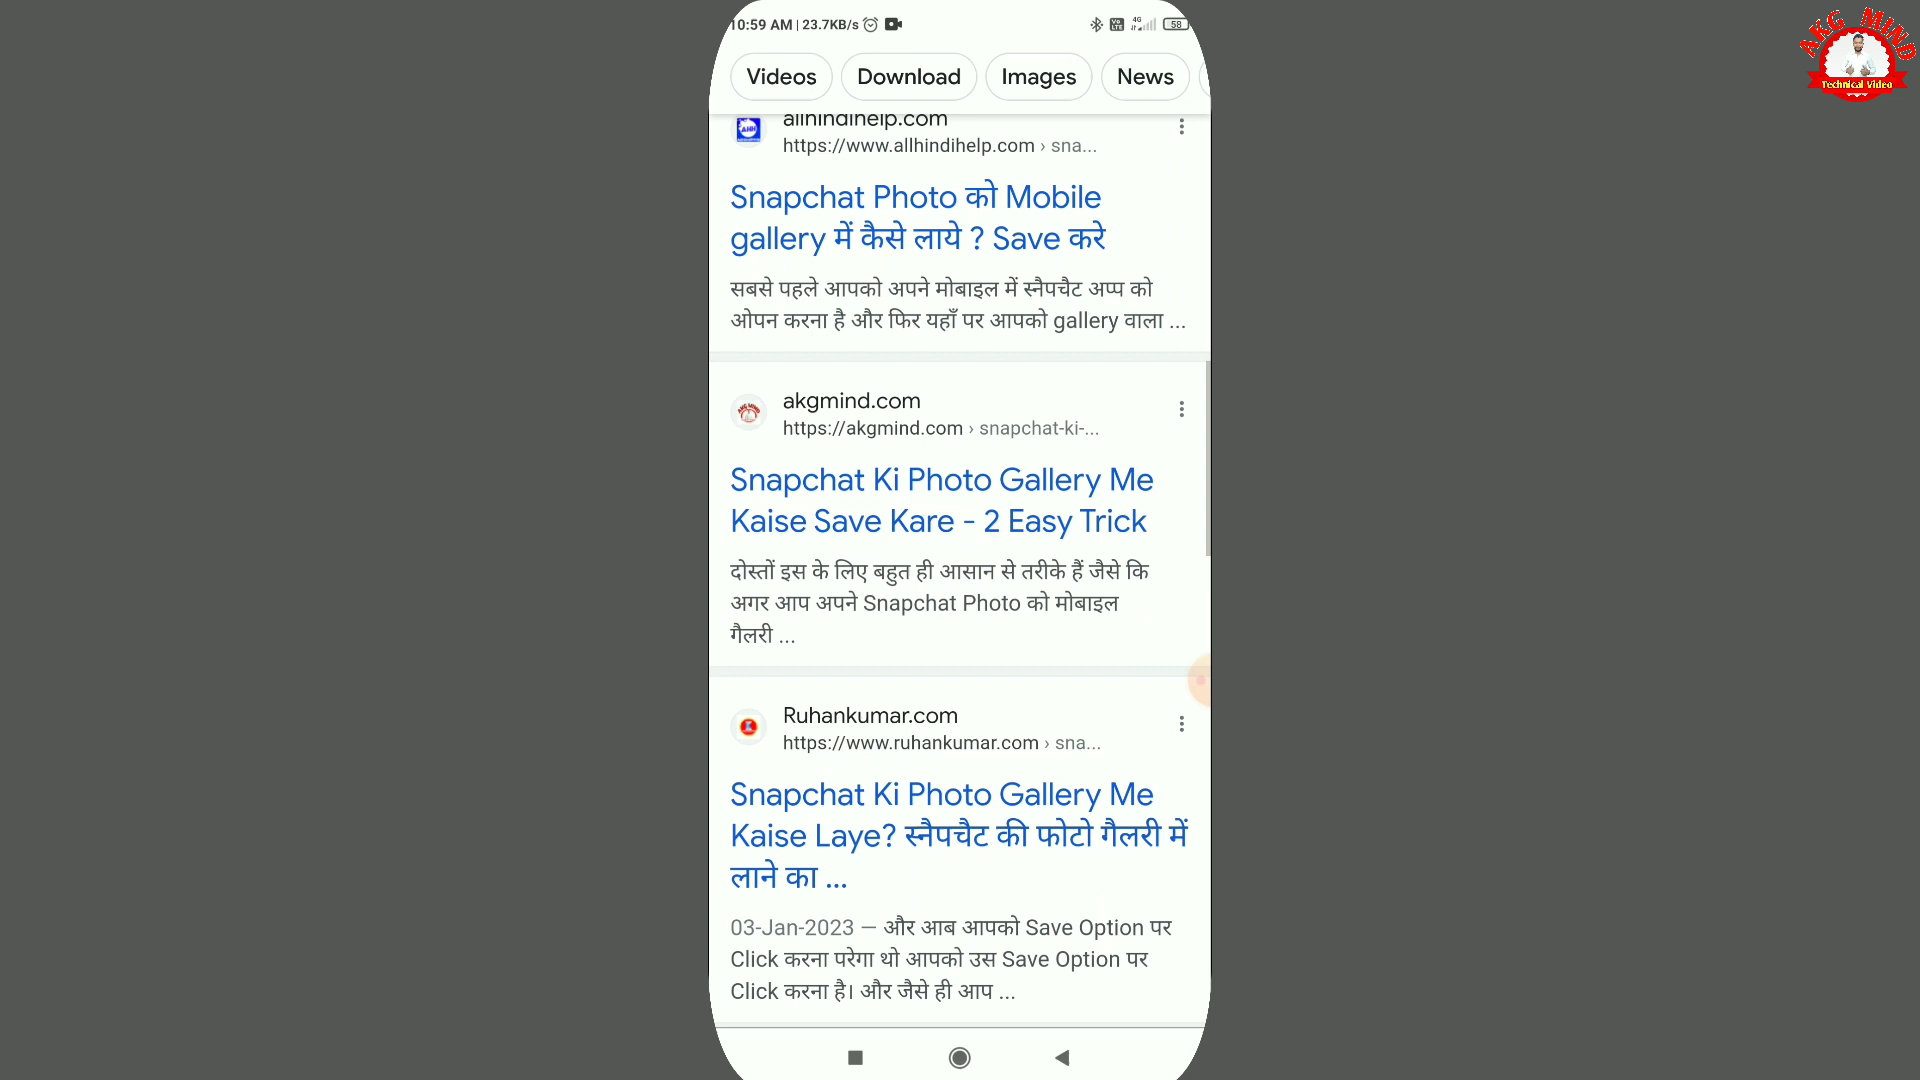 10:59 AM | 23.7KB/s
4G
58
AKG MIND
Technical Video
Videos
Download
Images
News
allhindihelp.com
https://www.allhindihelp.com › sna...
Snapchat Photo को Mobile
gallery में कैसे लाये ? Save करे
सबसे पहले आपको अपने मोबाइल में स्नैपचैट अप्प को
ओपन करना है और फिर यहाँ पर आपको gallery वाला ...
akgmind.com
https://akgmind.com › snapchat-ki-...
Snapchat Ki Photo Gallery Me
Kaise Save Kare - 2 Easy Trick
दोस्तों इस के लिए बहुत ही आसान से तरीके हैं जैसे कि
अगर आप अपने Snapchat Photo को मोबाइल
गैलरी ...
Ruhankumar.com
https://www.ruhankumar.com › sna...
Snapchat Ki Photo Gallery Me
Kaise Laye? स्नैपचैट की फोटो गैलरी में
लाने का ...
03-Jan-2023 — और आब आपको Save Option पर
Click करना परेगा थो आपको उस Save Option पर
Click करना है। और जैसे ही आप ...